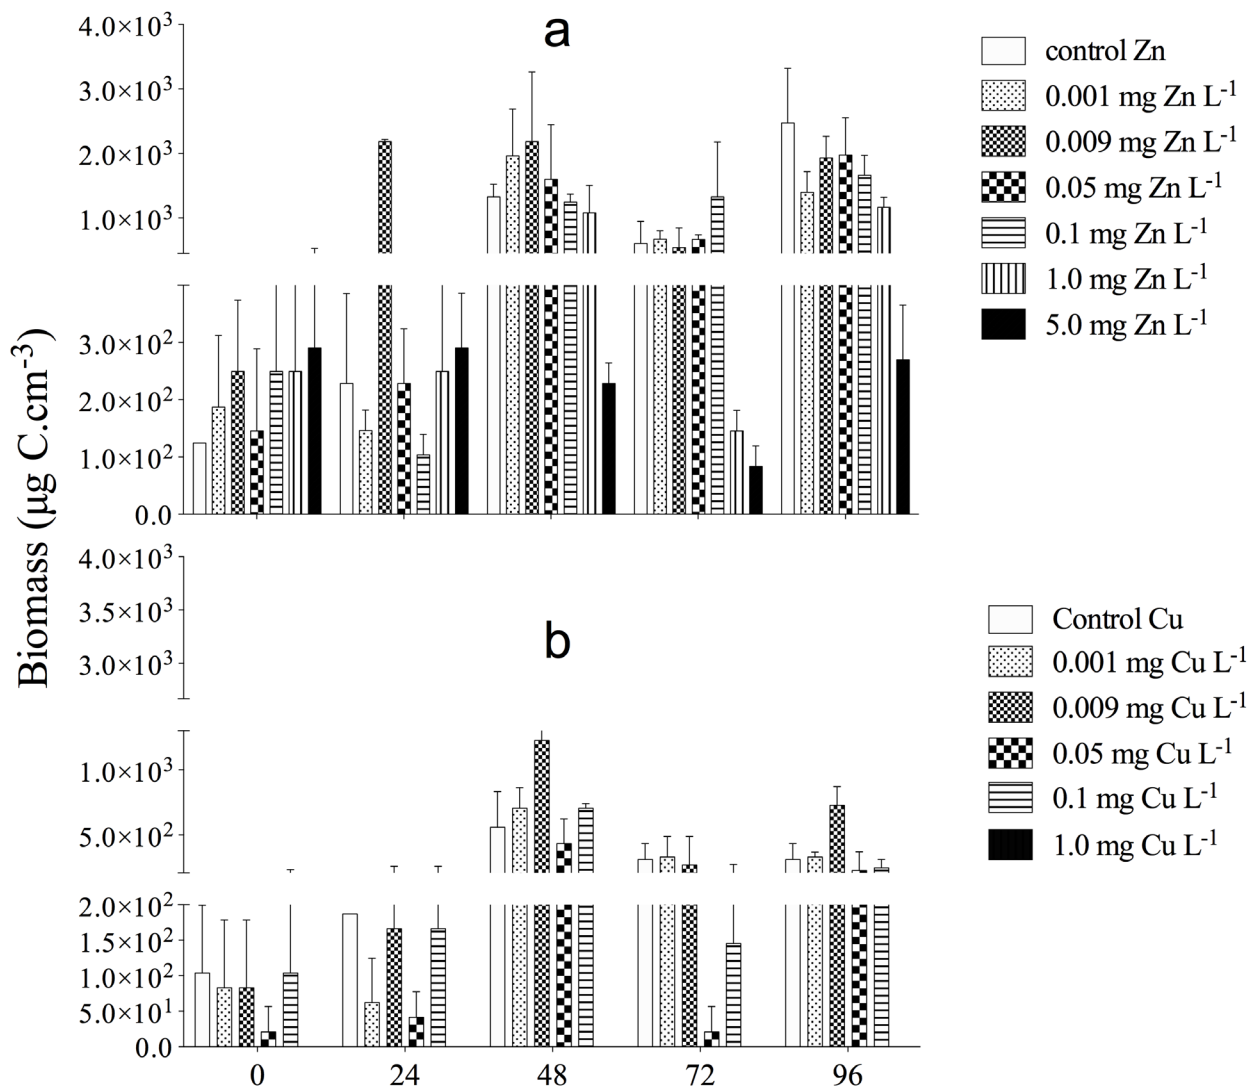 Biomass (µg C.cm⁻³)
a
4.0×10³
3.0×10³
2.0×10³
1.0×10³
3.0×10²
2.0×10²
1.0×10²
0.0
control Zn
0.001 mg Zn L⁻¹
0.009 mg Zn L⁻¹
0.05 mg Zn L⁻¹
0.1 mg Zn L⁻¹
1.0 mg Zn L⁻¹
5.0 mg Zn L⁻¹
b
4.0×10³
3.5×10³
3.0×10³
1.0×10³
5.0×10²
2.0×10²
1.5×10²
1.0×10²
5.0×10¹
0.0
0 24 48 72 96
Control Cu
0.001 mg Cu L⁻¹
0.009 mg Cu L⁻¹
0.05 mg Cu L⁻¹
0.1 mg Cu L⁻¹
1.0 mg Cu L⁻¹